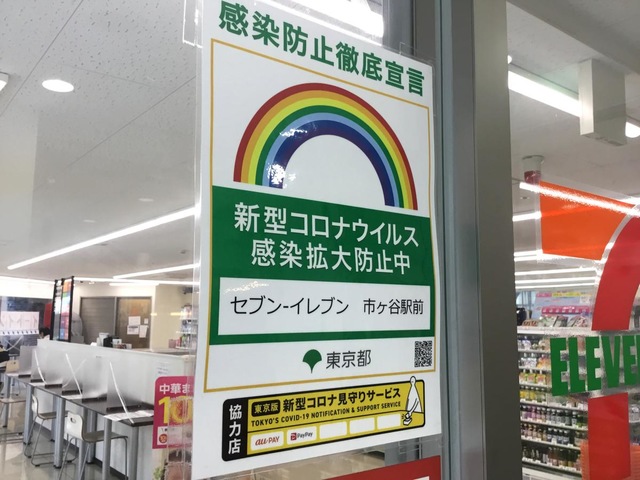 感染防止徹底宣言
新型コロナウイルス
感染拡大防止中
セブン-イレブン 市ヶ谷駅前
東京都
協力店
東京版 新型コロナ見守りサービス
TOKYO'S COVID-19 NOTIFICATION & SUPPORT SERVICE
au PAY PayPay
中華ま
10
ELEVE